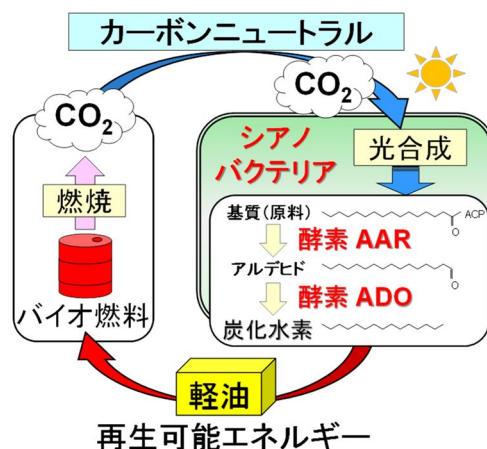 カーボンニュートラル
CO2
CO2
シアノ
バクテリア
光合成
燃焼
バイオ燃料
基質(原料)
ACP
O
酵素 AAR
アルデヒド
O
酵素 ADO
炭化水素
軽油
再生可能エネルギー